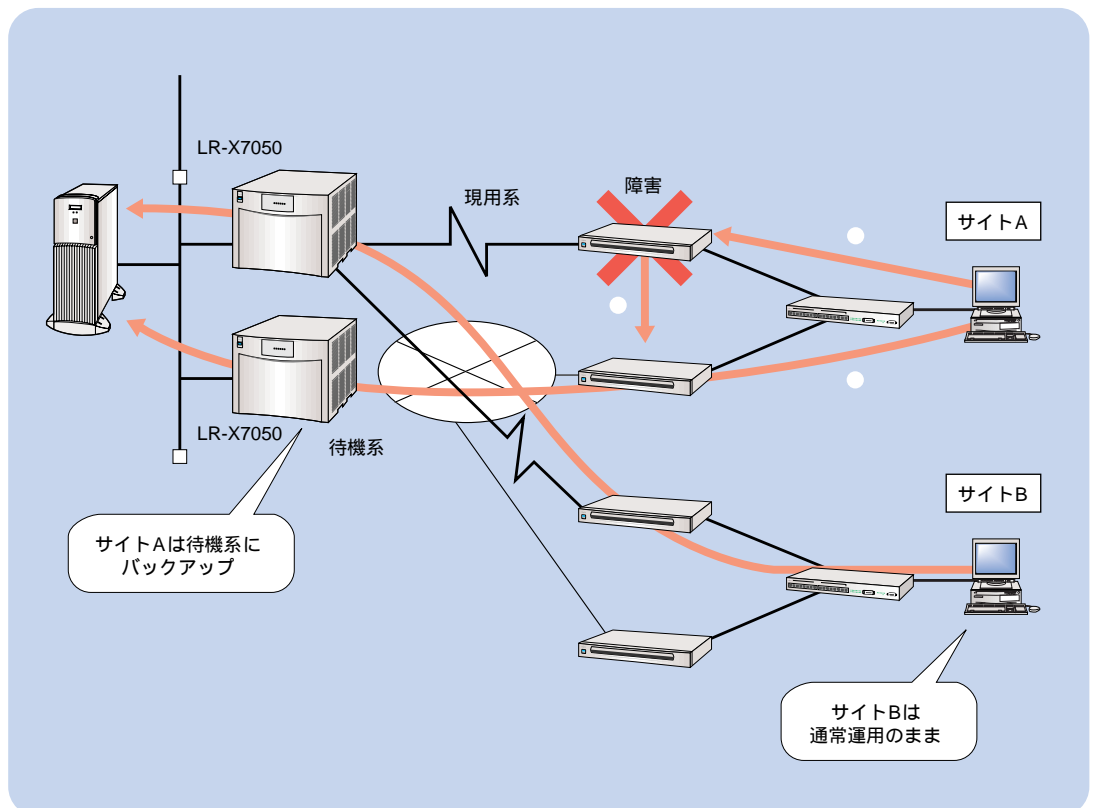 LR-X7050
現用系
障害
サイトA
LR-X7050
待機系
サイトB
サイトAは待機系に
バックアップ
サイトBは
通常運用のまま